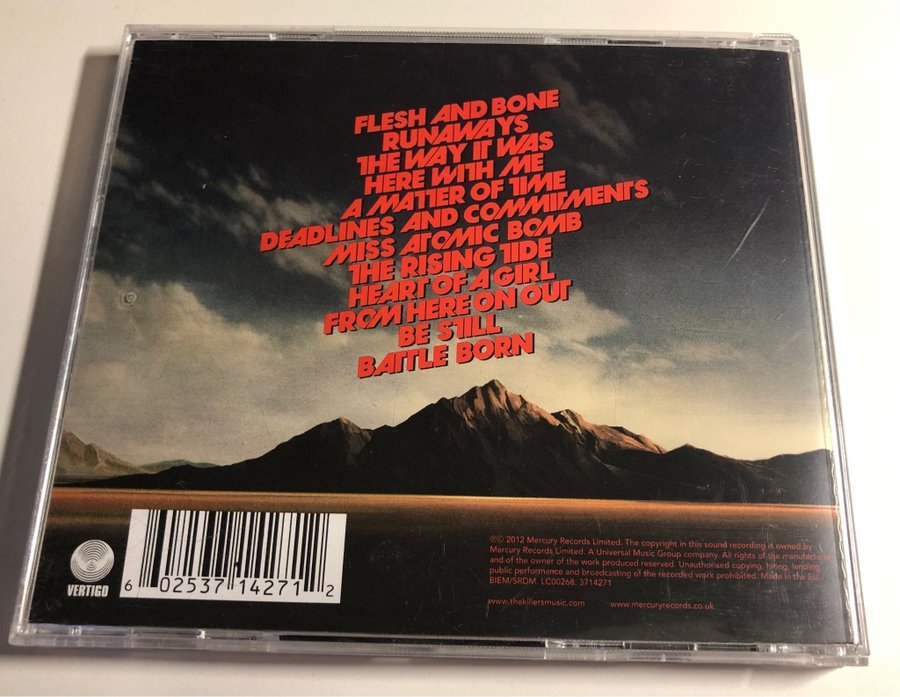 FLESH AND BONE
RUNAWAYS
THE WAY IT WAS
HERE WITH ME
A MATTER OF TIME
DEADLINES AND COMMITMENTS
MISS ATOMIC BOMB
THE RISING TIDE
HEART OF A GIRL
FROM HERE ON OUT
BE STILL
BATTLE BORN
VERTIGO
6 02537 14271 2
℗© 2012 Mercury Records Limited. The copyright in this sound recording is owned by
Mercury Records Limited. A Universal Music Group company. All rights of the manufacturer
and of the owner of the work produced reserved. Unauthorised copying, hiring, lending,
public performance and broadcasting of the recorded work prohibited. Made in the EU.
BIEM/SRDM. LC00268. 3714271
www.thekillersmusic.com www.mercuryrecords.co.uk